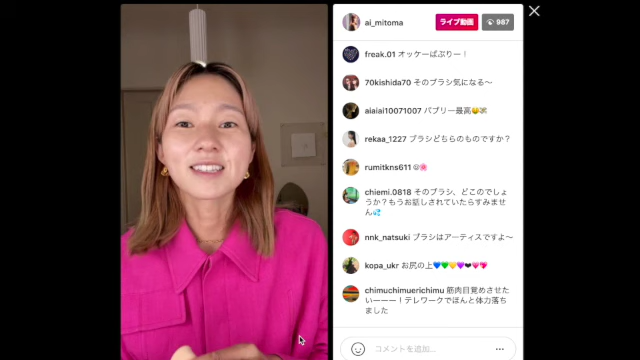 ai_mitoma
ライブ動画
987
freak.01 オッケーばぶりー！
70kishida70 そのブラシ気になる〜
aiaiai10071007 バブリー最高😆🎉
rekaa_1227 ブラシどちらのものですか？
rumitkns611 ☺🌸
chiemi.0818 そのブラシ、どこのでしょ
うか？もうお話しされていたらすみませ
ん💦
nnk_natsuki ブラシはアーティスですよ〜
kopa_ukr お尻の上💙💚💛💜❤💗💖
chimuchimuerichimu 筋肉目覚めさせた
いーーー！テレワークでほんと体力落ち
ました
コメントを追加...